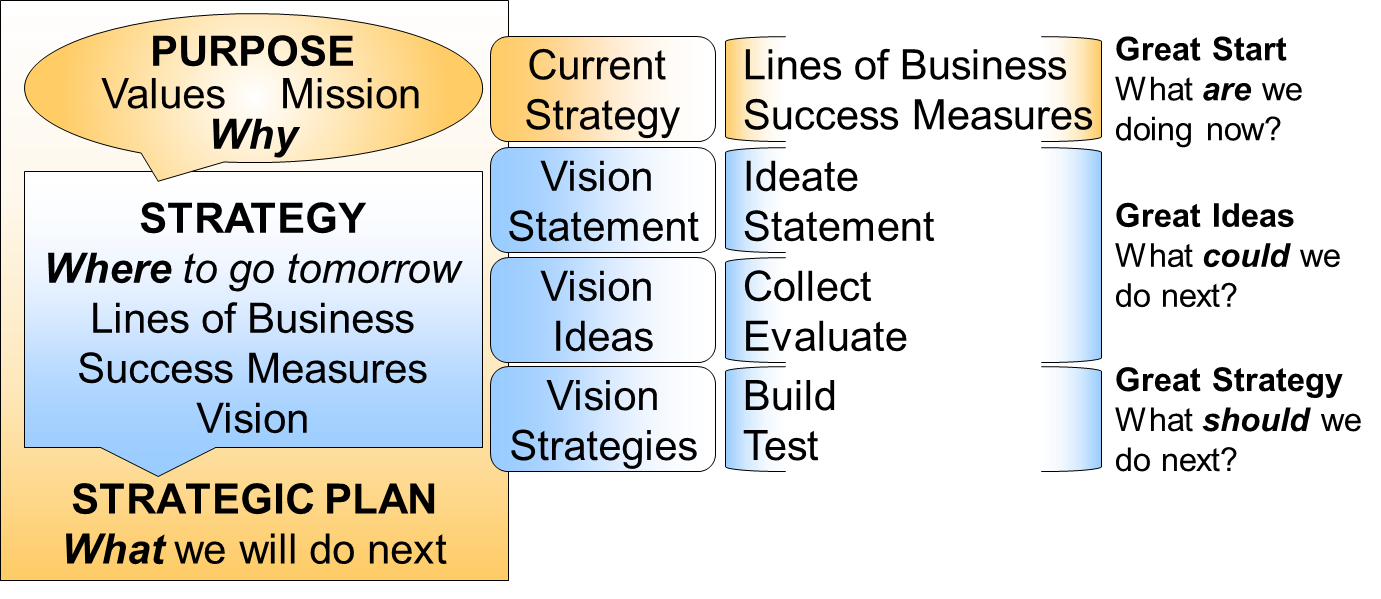 PURPOSE
Values Mission
Why
STRATEGY
Where to go tomorrow
Lines of Business
Success Measures
Vision
STRATEGIC PLAN
What we will do next
Current
Strategy
Lines of Business
Success Measures
Great Start
What are we
doing now?
Vision
Statement
Ideate
Statement
Vision
Ideas
Collect
Evaluate
Great Ideas
What could we
do next?
Vision
Strategies
Build
Test
Great Strategy
What should we
do next?